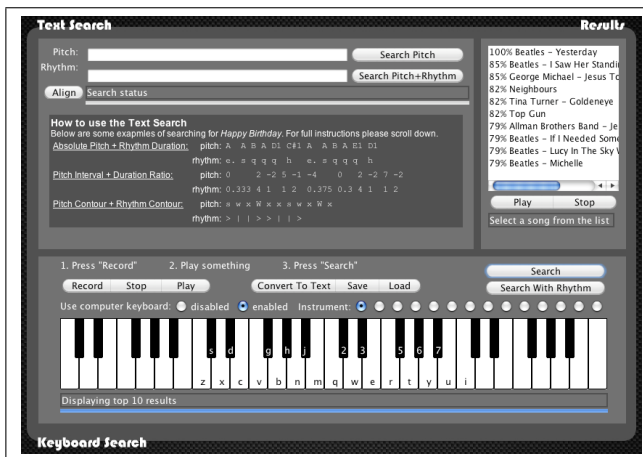 Text Search
Results
Pitch:
Search Pitch
Rhythm:
Search Pitch+Rhythm
Align Search status
How to use the Text Search
Below are some exapmles of searching for Happy Birthday. For full instructions please scroll down.
Absolute Pitch + Rhythm Duration: pitch: A A B A D1 C#1 A A B A E1 D1
rhythm: e. s q q q h e. s q q q h
Pitch Interval + Duration Ratio: pitch: 0 2 -2 5 -1 -4 0 2 -2 7 -2
rhythm: 0.333 4 1 1 2 0.375 0.3 4 1 1 2
Pitch Contour + Rhythm Contour: pitch: s w x W x x s w x W x
rhythm: > | | > > | | >
100% Beatles - Yesterday
85% Beatles - I Saw Her Standi
85% George Michael - Jesus To
82% Neighbours
82% Tina Turner - Goldeneye
82% Top Gun
79% Allman Brothers Band - Je
79% Beatles - If I Needed Some
79% Beatles - Lucy In The Sky W
79% Beatles - Michelle
Play Stop
Select a song from the list
1. Press "Record" 2. Play something 3. Press "Search"
Search
Record Stop Play Convert To Text Save Load
Search With Rhythm
Use computer keyboard: disabled enabled Instrument:
s d g h j 2 3 5 6 7
z x c v b n m q w e r t y u i
Displaying top 10 results
Keyboard Search